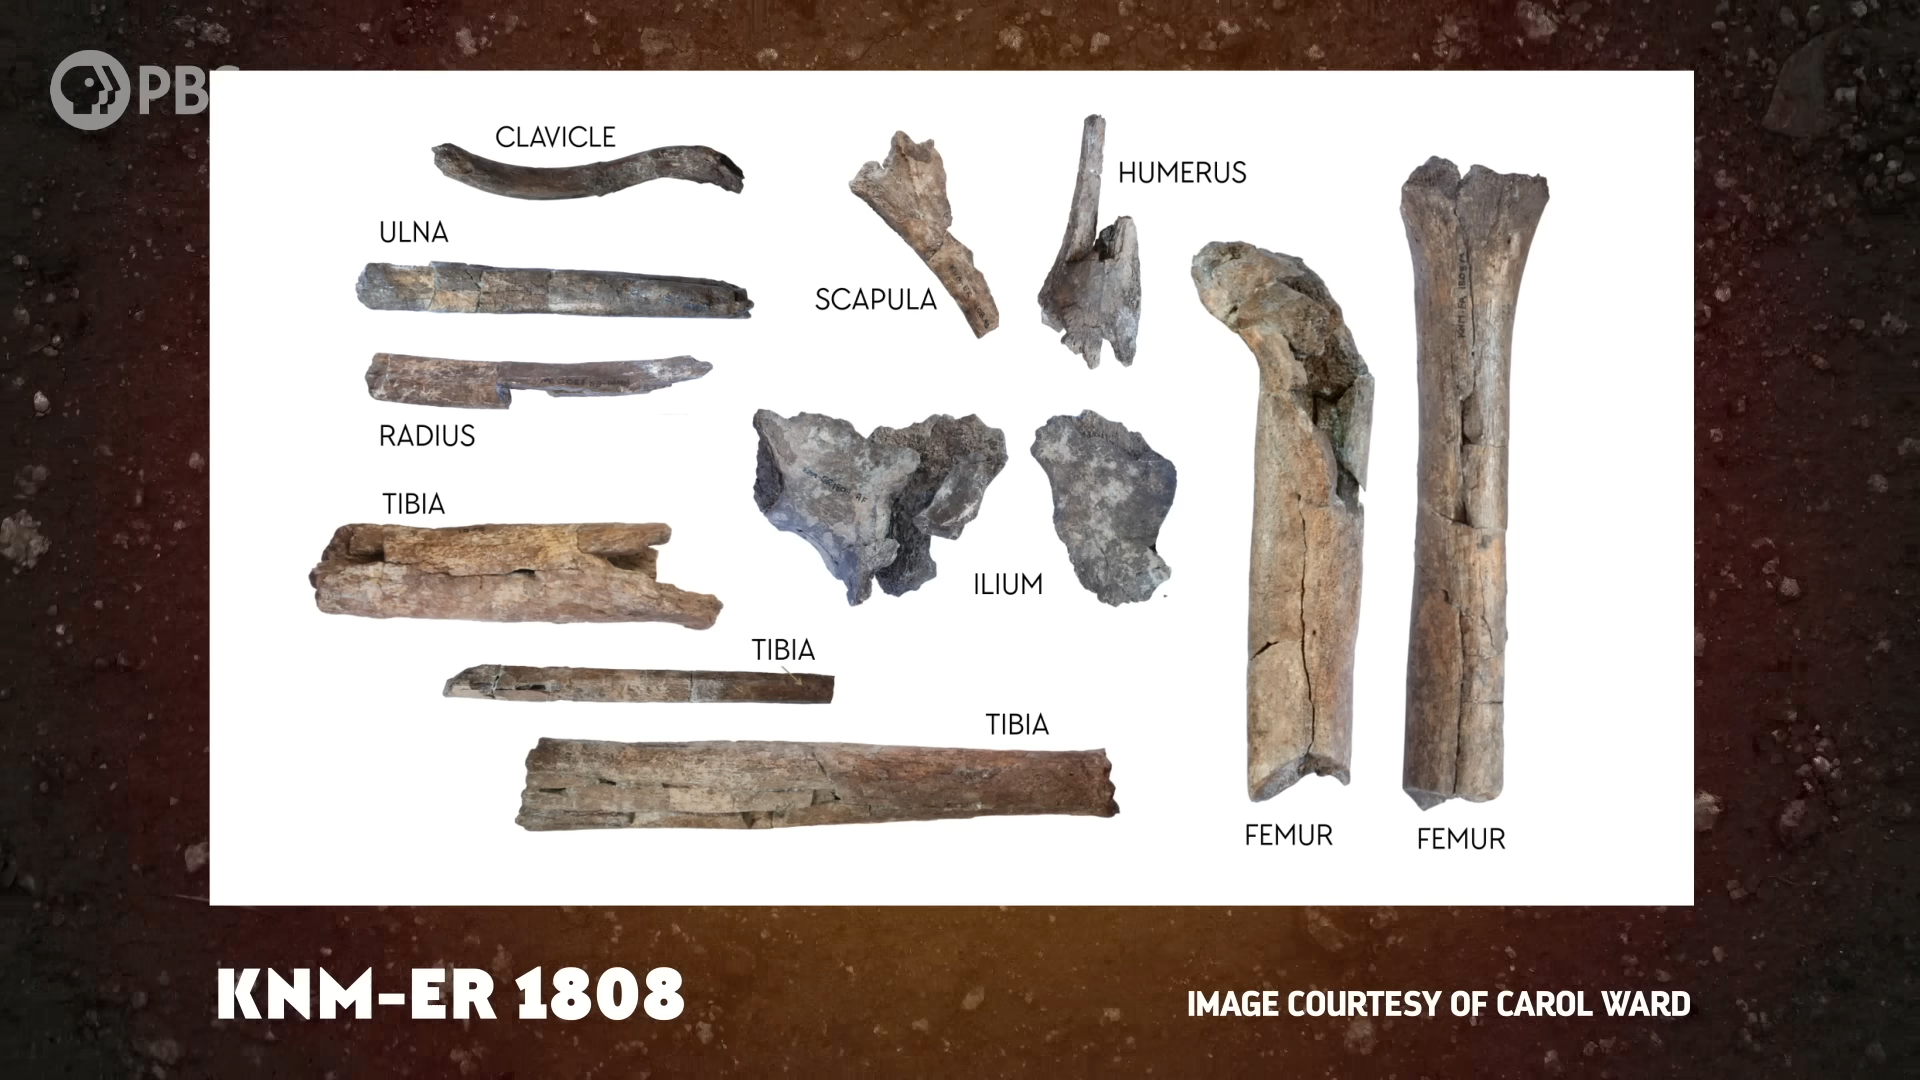 PBS
CLAVICLE
HUMERUS
ULNA
SCAPULA
RADIUS
TIBIA
ILIUM
TIBIA
TIBIA
FEMUR
FEMUR
KNM-ER 1808
IMAGE COURTESY OF CAROL WARD